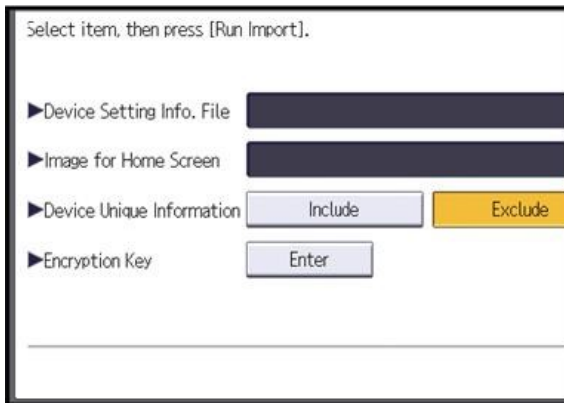 Select item, then press [Run Import].
▶Device Setting Info. File
▶Image for Home Screen
▶Device Unique Information Include Exclude
▶Encryption Key Enter